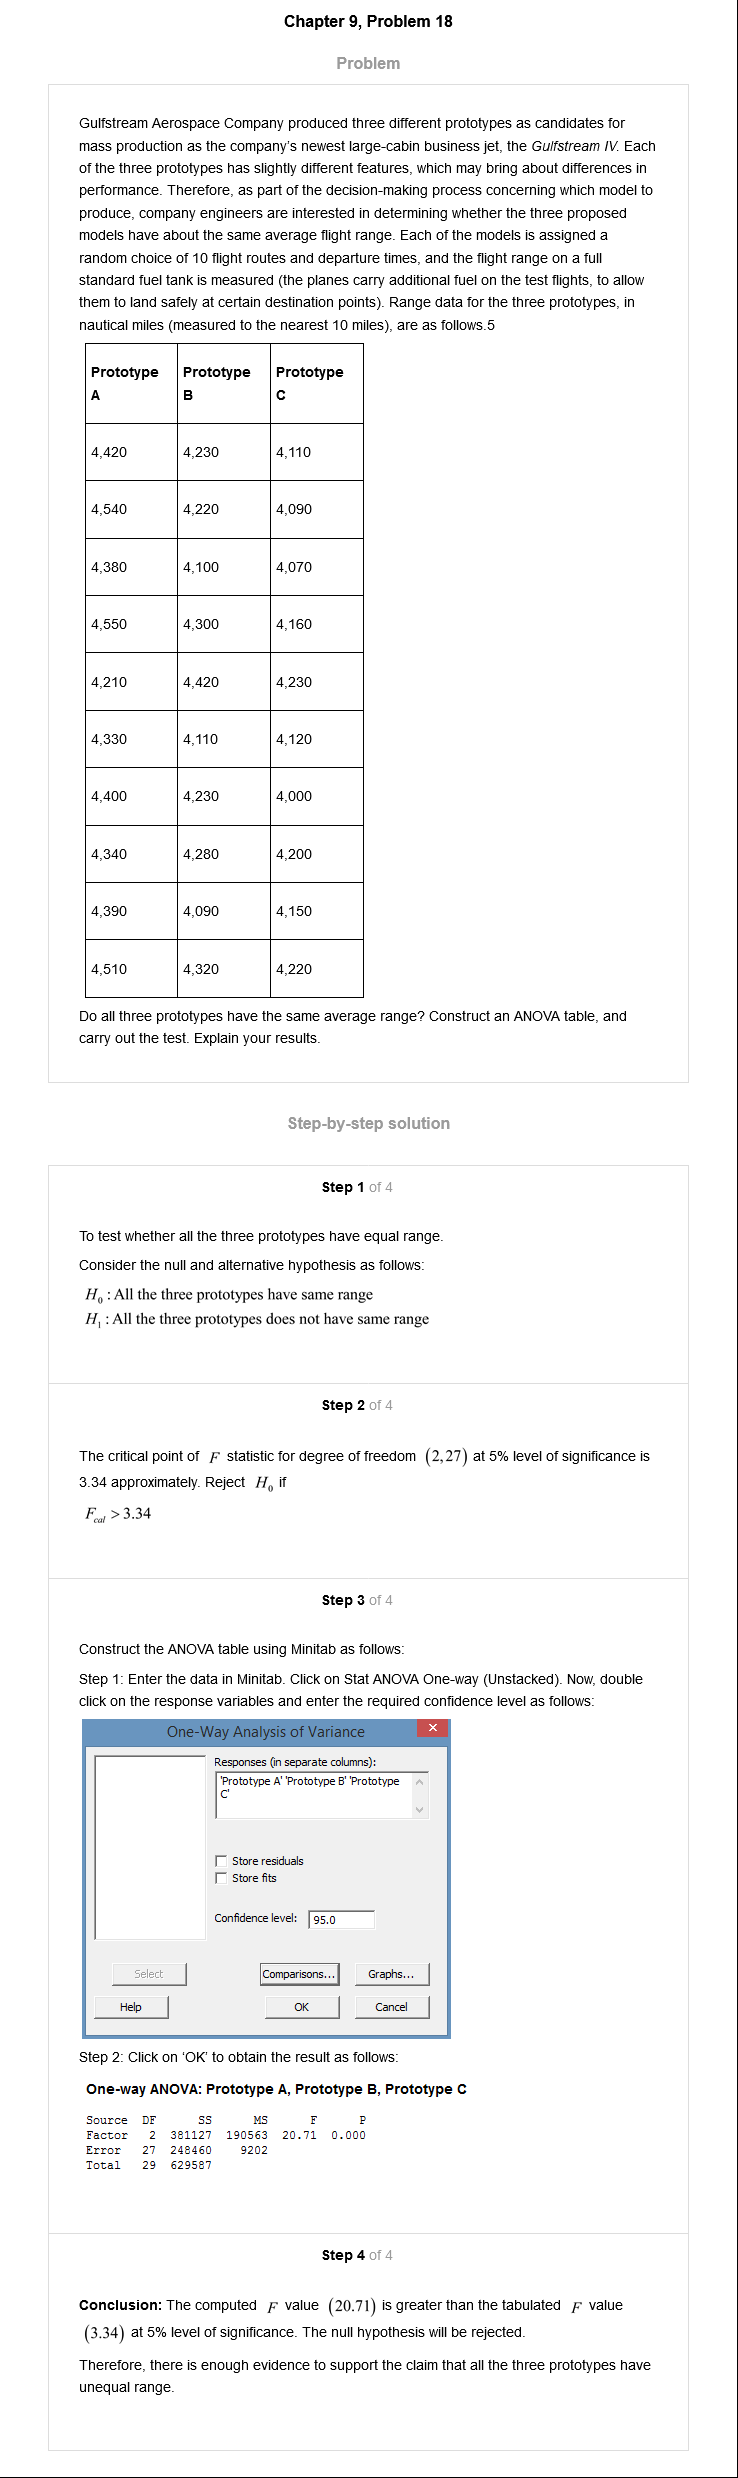 Chapter 9, Problem 18
Problem
Gulfstream Aerospace Company produced three different prototypes as candidates for
mass production as the company's newest large-cabin business jet, the Gulfstream IV. Each
of the three prototypes has slightly different features, which may bring about differences in
performance. Therefore, as part of the decision-making process concerning which model to
produce, company engineers are interested in determining whether the three proposed
models have about the same average flight range. Each of the models is assigned a
random choice of 10 flight routes and departure times, and the flight range on a full
standard fuel tank is measured (the planes carry additional fuel on the test flights, to allow
them to land safely at certain destination points). Range data for the three prototypes, in
nautical miles (measured to the nearest 10 miles), are as follows.5
Prototype A Prototype B Prototype C
4,420 4,230 4,110
4,540 4,220 4,090
4,380 4,100 4,070
4,550 4,300 4,160
4,210 4,420 4,230
4,330 4,110 4,120
4,400 4,230 4,000
4,340 4,280 4,200
4,390 4,090 4,150
4,510 4,320 4,220
Do all three prototypes have the same average range? Construct an ANOVA table, and
carry out the test. Explain your results.
Step-by-step solution
Step 1 of 4
To test whether all the three prototypes have equal range.
Consider the null and alternative hypothesis as follows:
H₀ : All the three prototypes have same range
H₁ : All the three prototypes does not have same range
Step 2 of 4
The critical point of F statistic for degree of freedom (2,27) at 5% level of significance is
3.34 approximately. Reject H₀ if
F_cal > 3.34
Step 3 of 4
Construct the ANOVA table using Minitab as follows:
Step 1: Enter the data in Minitab. Click on Stat ANOVA One-way (Unstacked). Now, double
click on the response variables and enter the required confidence level as follows:
One-Way Analysis of Variance
Responses (in separate columns):
'Prototype A' 'Prototype B' 'Prototype
C'
Store residuals
Store fits
Confidence level: 95.0
Select Comparisons... Graphs...
Help OK Cancel
Step 2: Click on 'OK' to obtain the result as follows:
One-way ANOVA: Prototype A, Prototype B, Prototype C
Source DF SS MS F P
Factor 2 381127 190563 20.71 0.000
Error 27 248460 9202
Total 29 629587
Step 4 of 4
Conclusion: The computed F value (20.71) is greater than the tabulated F value
(3.34) at 5% level of significance. The null hypothesis will be rejected.
Therefore, there is enough evidence to support the claim that all the three prototypes have
unequal range.